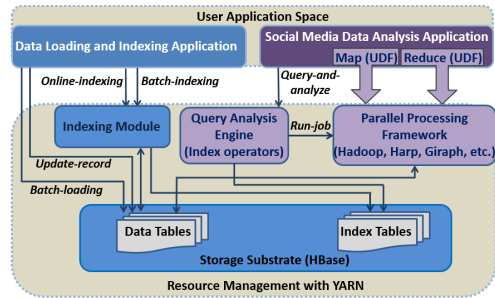 User Application Space
Data Loading and Indexing Application
Social Media Data Analysis Application
Map (UDF)
Reduce (UDF)
Online-indexing
Batch-indexing
Query-and-
analyze
Indexing Module
Query Analysis
Engine
(Index operators)
Run-job
Parallel Processing
Framework
(Hadoop, Harp, Giraph, etc.)
Update-record
Batch-loading
Data Tables
Index Tables
Storage Substrate (HBase)
Resource Management with YARN